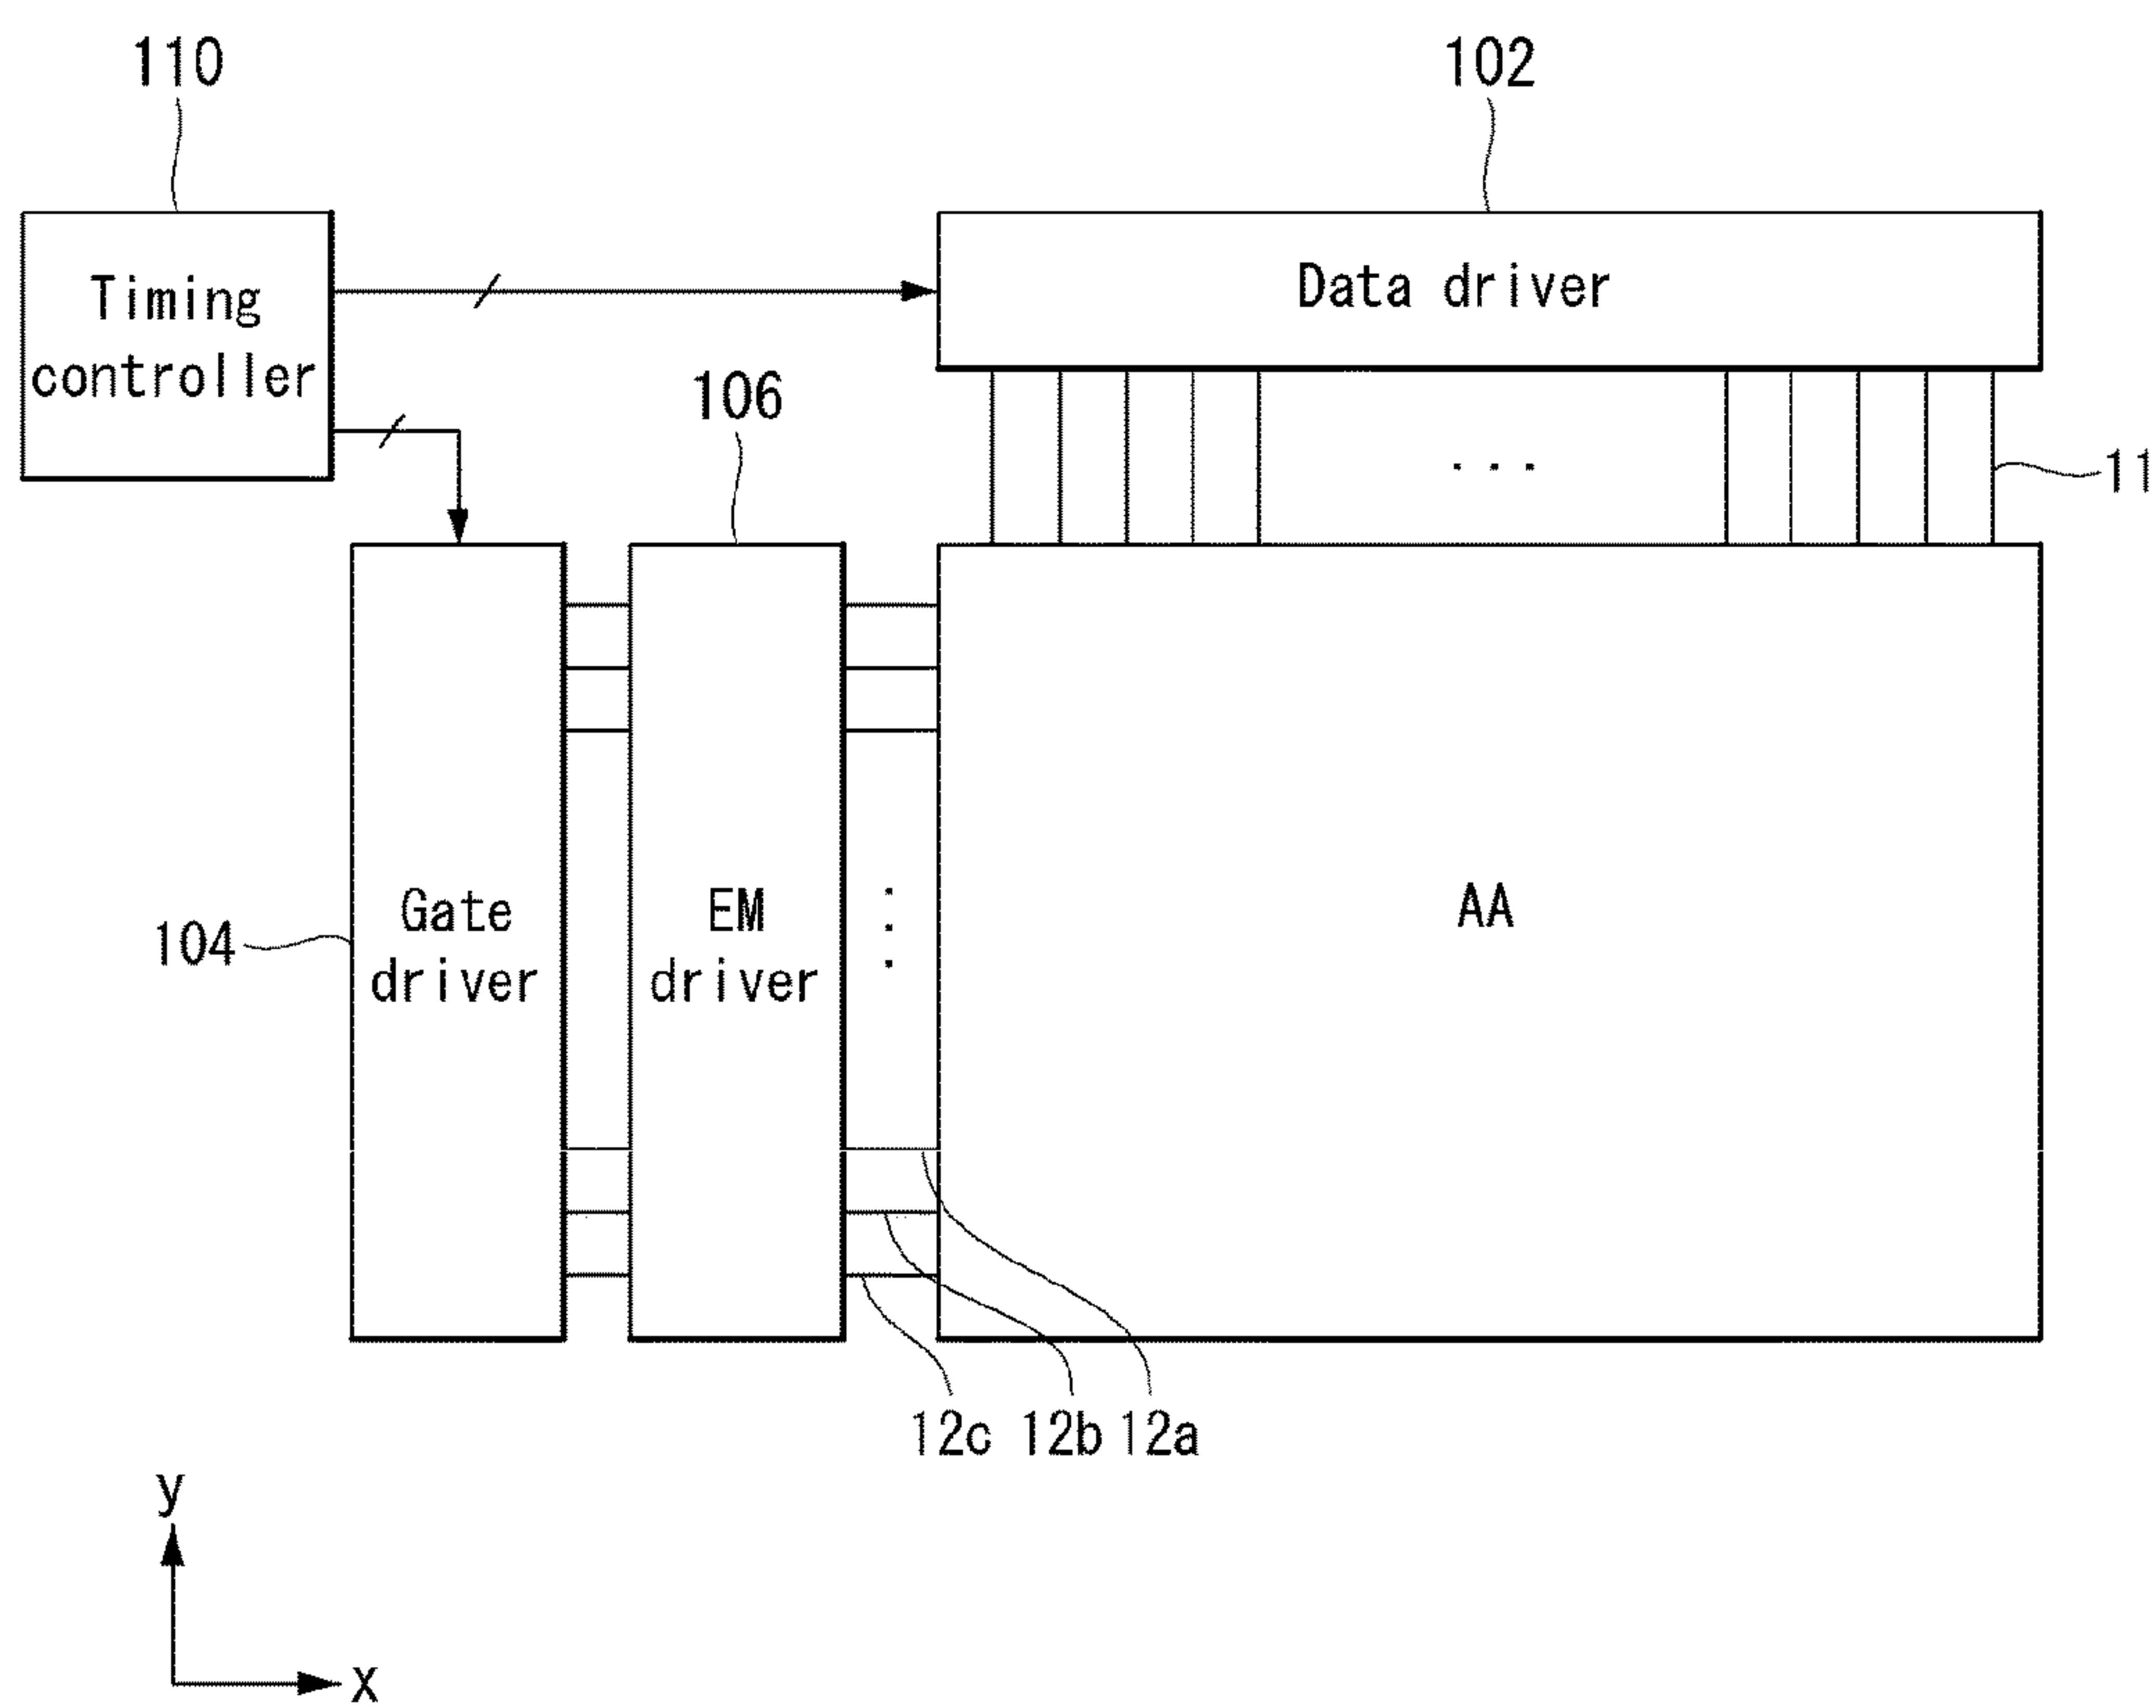 110
102
Timing
controller
Data driver
106
...
11
104
Gate
driver
EM
driver
AA
12c 12b 12a
y
x